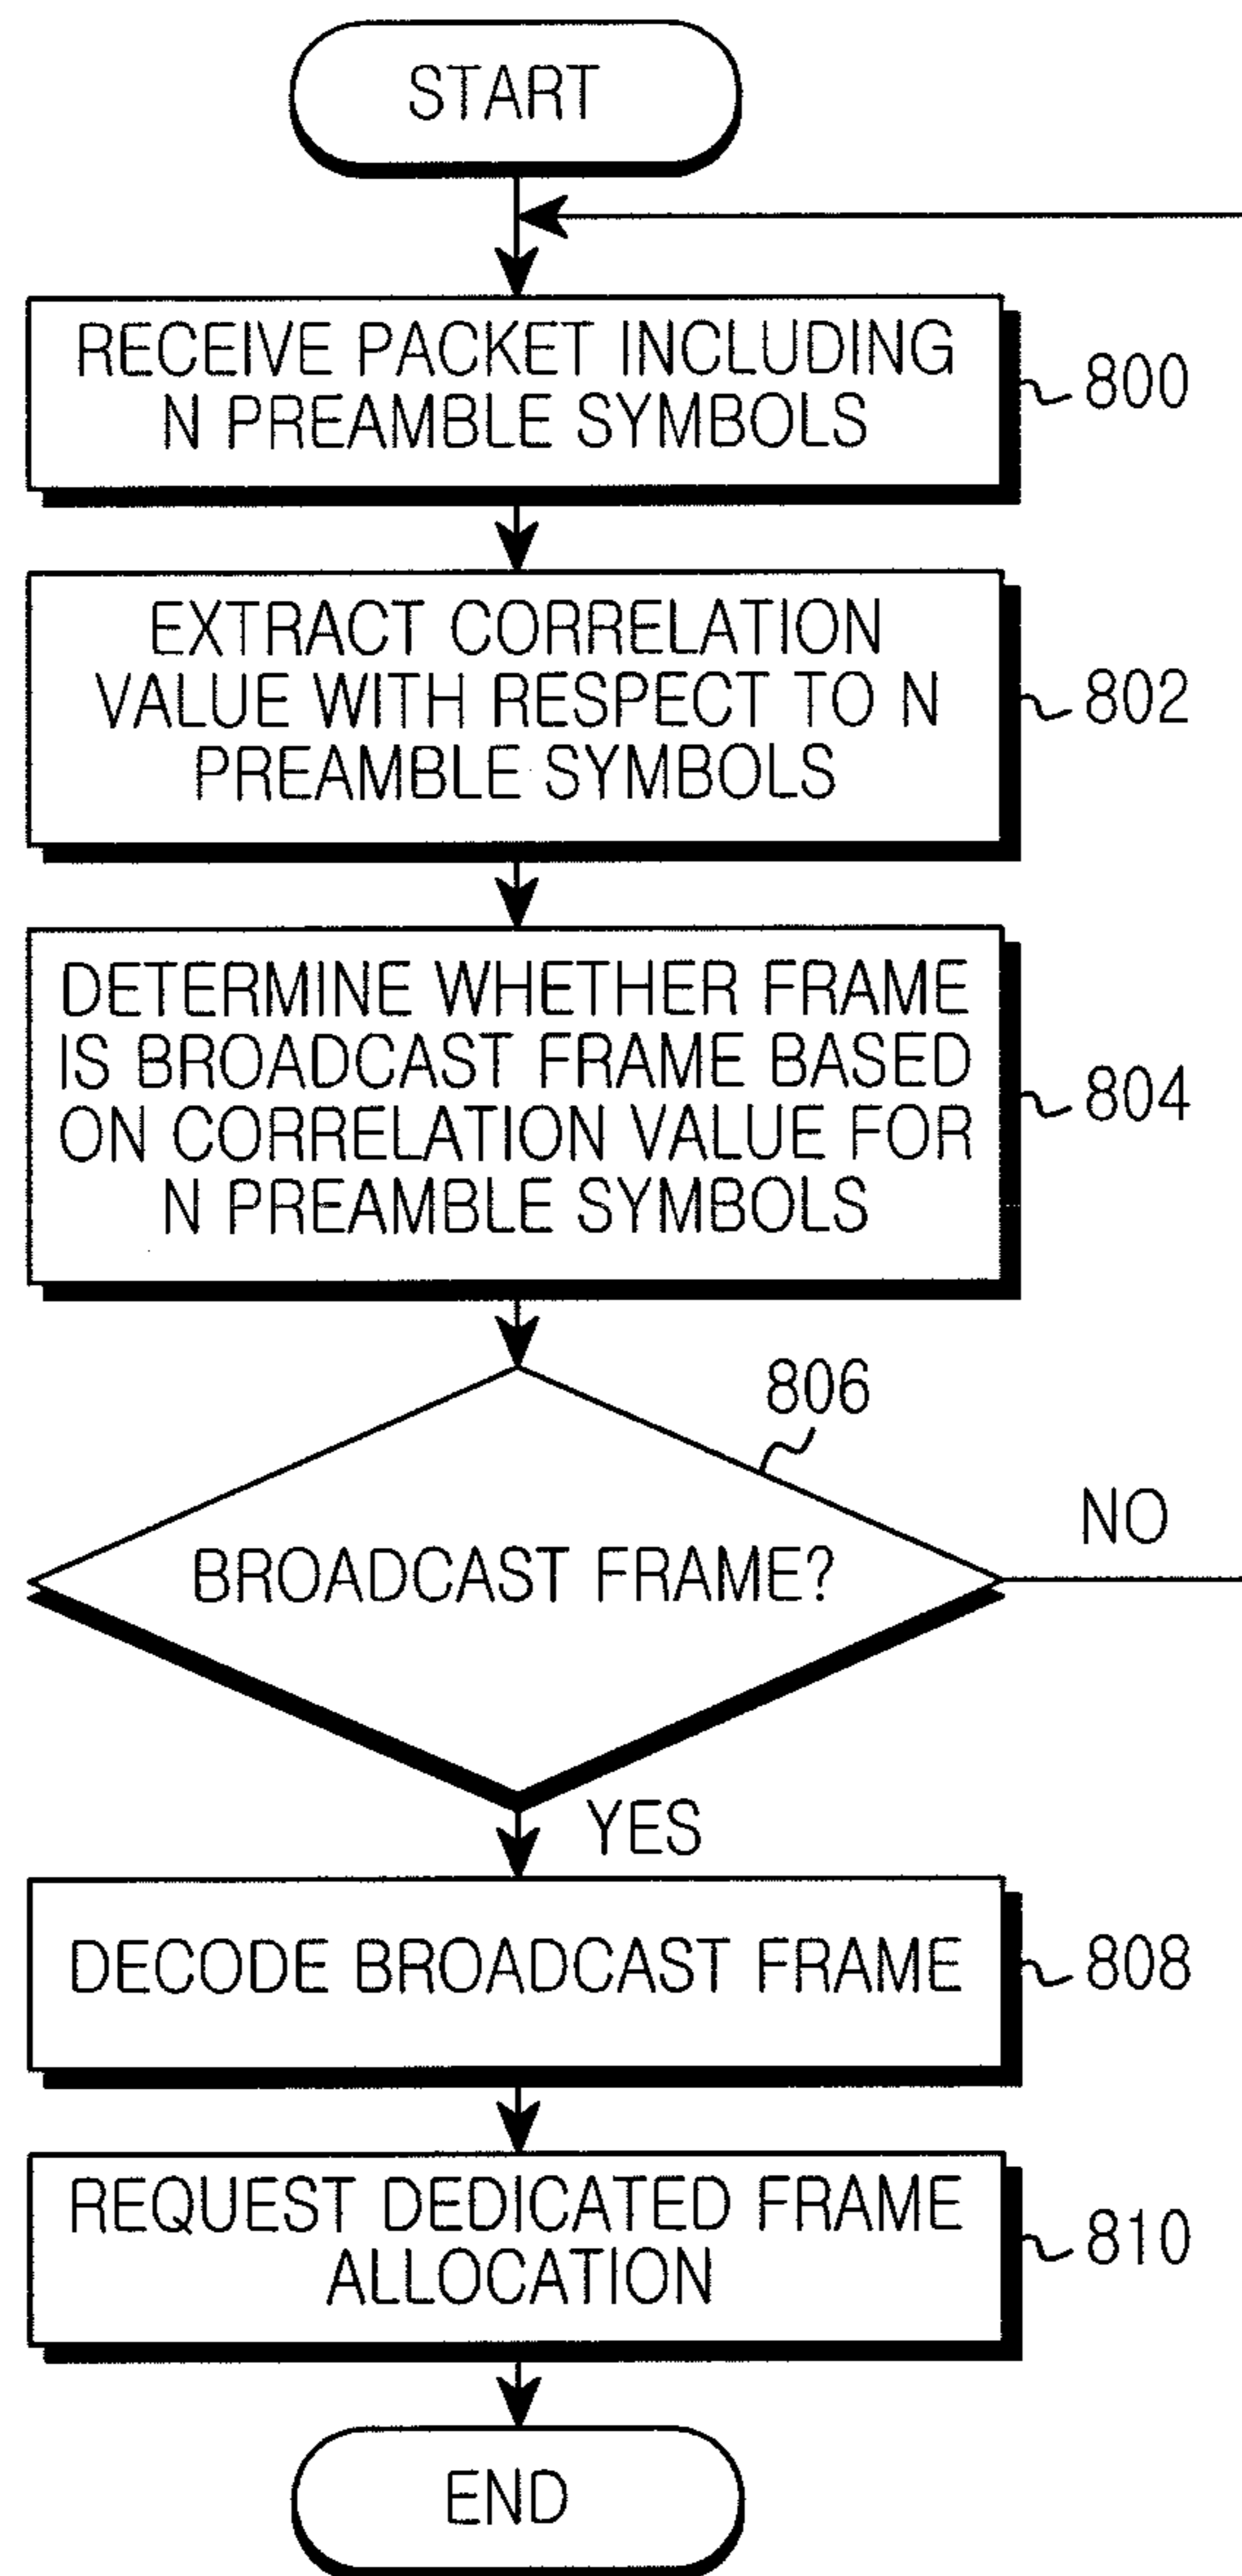 START
RECEIVE PACKET INCLUDING
N PREAMBLE SYMBOLS
800
EXTRACT CORRELATION
VALUE WITH RESPECT TO N
PREAMBLE SYMBOLS
802
DETERMINE WHETHER FRAME
IS BROADCAST FRAME BASED
ON CORRELATION VALUE FOR
N PREAMBLE SYMBOLS
804
806
BROADCAST FRAME?
NO
YES
DECODE BROADCAST FRAME
808
REQUEST DEDICATED FRAME
ALLOCATION
810
END